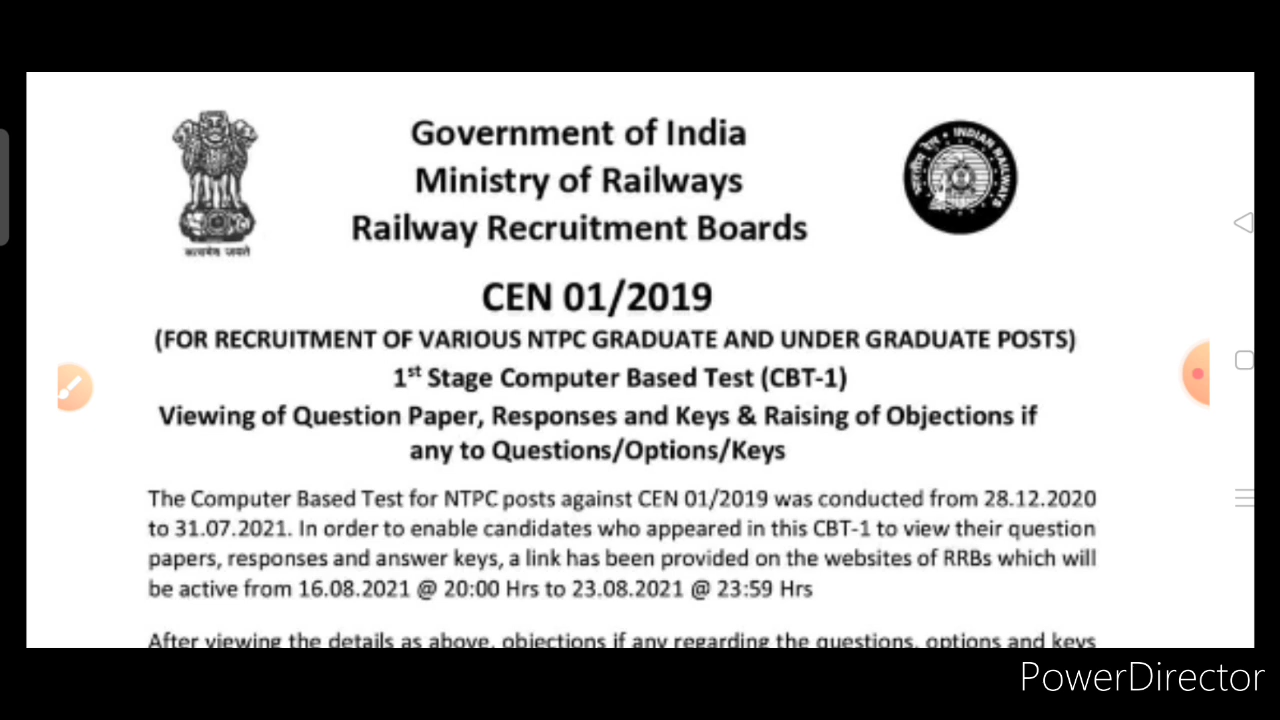 Government of India
Ministry of Railways
Railway Recruitment Boards
INDIAN RAILWAYS
भारतीय रेल
सत्यमेव जयते
CEN 01/2019
(FOR RECRUITMENT OF VARIOUS NTPC GRADUATE AND UNDER GRADUATE POSTS)
1st Stage Computer Based Test (CBT-1)
Viewing of Question Paper, Responses and Keys & Raising of Objections if
any to Questions/Options/Keys
The Computer Based Test for NTPC posts against CEN 01/2019 was conducted from 28.12.2020
to 31.07.2021. In order to enable candidates who appeared in this CBT-1 to view their question
papers, responses and answer keys, a link has been provided on the websites of RRBs which will
be active from 16.08.2021 @ 20:00 Hrs to 23.08.2021 @ 23:59 Hrs
After viewing the details as above, objections if any regarding the questions, options and keys
PowerDirector